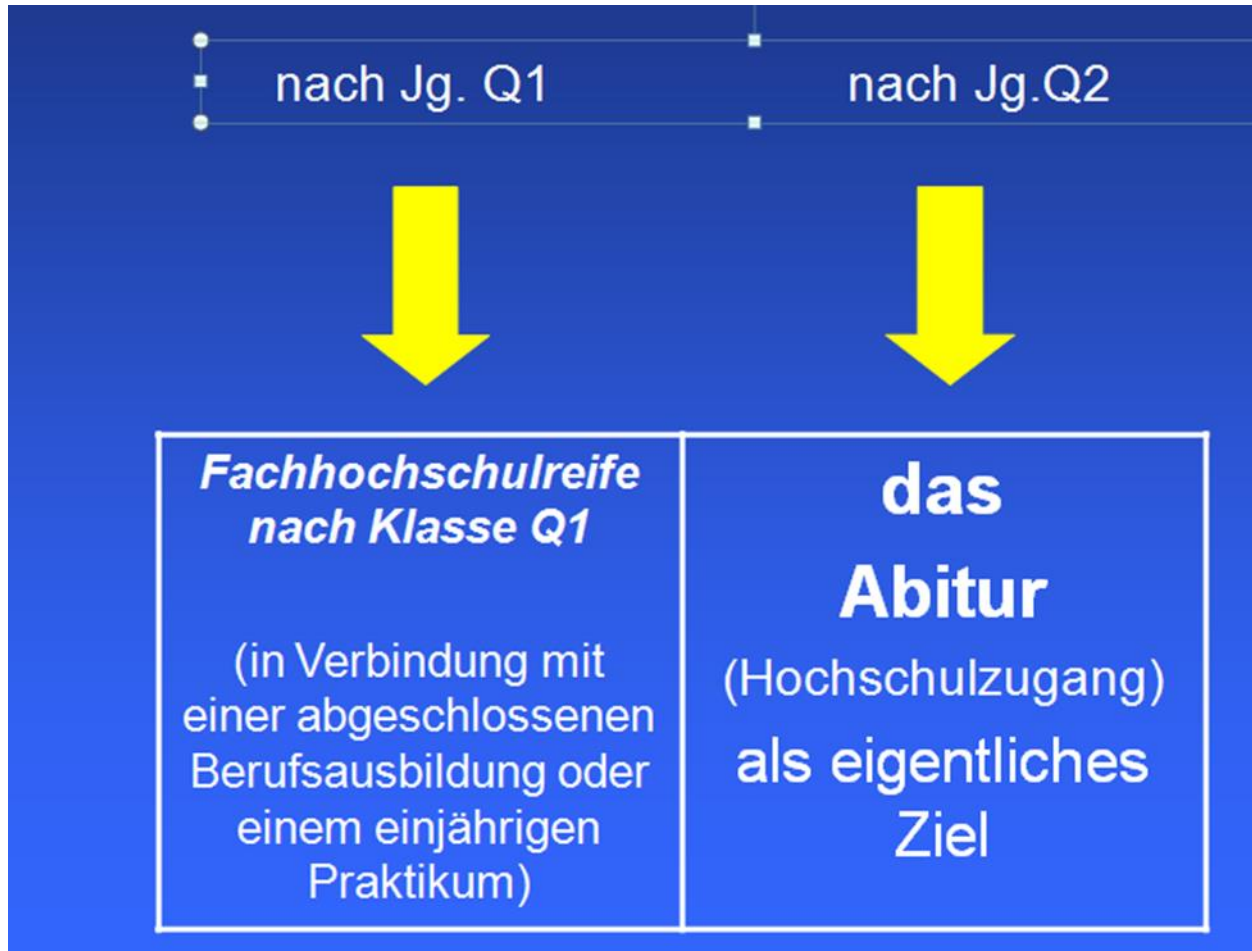 nach Jg. Q1
nach Jg.Q2
Fachhochschulreife
nach Klasse Q1
(in Verbindung mit
einer abgeschlossenen
Berufsausbildung oder
einem einjährigen
Praktikum)
das
Abitur
(Hochschulzugang)
als eigentliches
Ziel